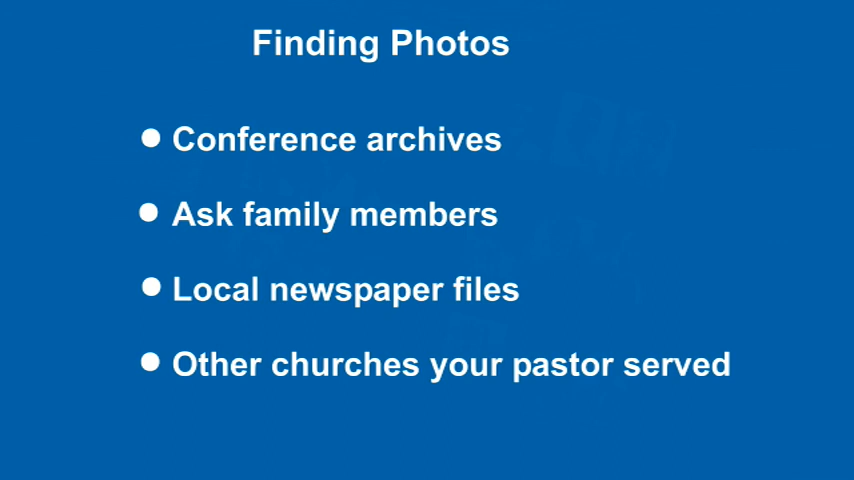 Finding Photos
● Conference archives
● Ask family members
● Local newspaper files
● Other churches your pastor served